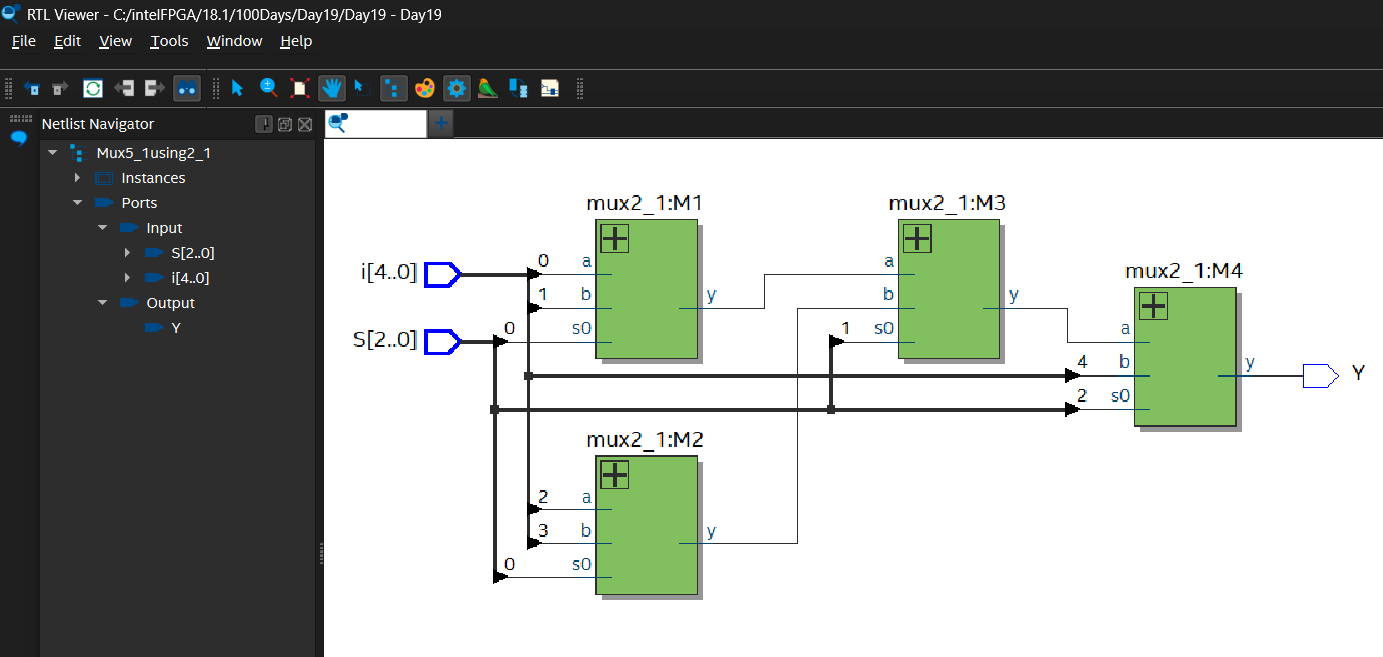 RTL Viewer - C:/intelFPGA/18.1/100Days/Day19/Day19 - Day19
File Edit View Tools Window Help
Netlist Navigator
Mux5_1using2_1
Instances
Ports
Input
S[2..0]
i[4..0]
Output
Y
mux2_1:M1
i[4..0]
0 a
1 b
y
S[2..0]
0 s0
mux2_1:M3
a
b
y
1 s0
mux2_1:M4
a
4 b
y
2 s0
Y
mux2_1:M2
2 a
3 b
y
0 s0